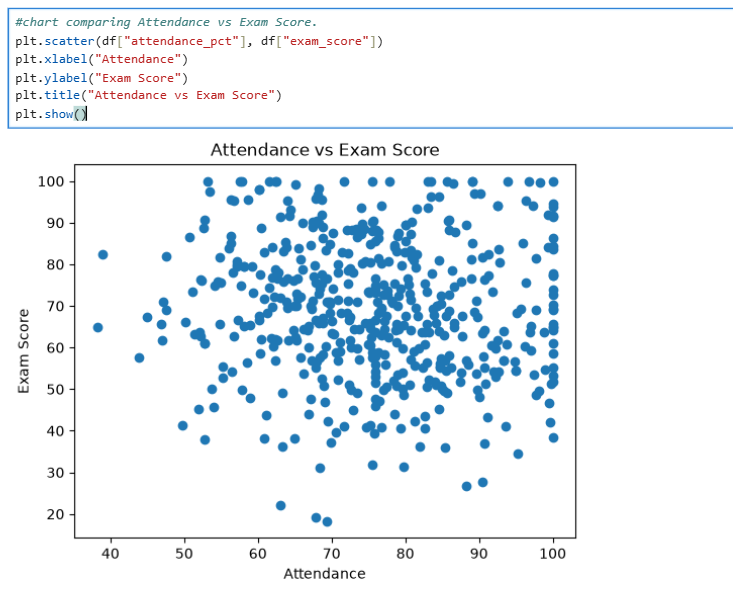 #chart comparing Attendance vs Exam Score.
plt.scatter(df["attendance_pct"], df["exam_score"])
plt.xlabel("Attendance")
plt.ylabel("Exam Score")
plt.title("Attendance vs Exam Score")
plt.show()
Attendance vs Exam Score
100
90
80
70
60
50
40
30
20
Exam Score
40 50 60 70 80 90 100
Attendance